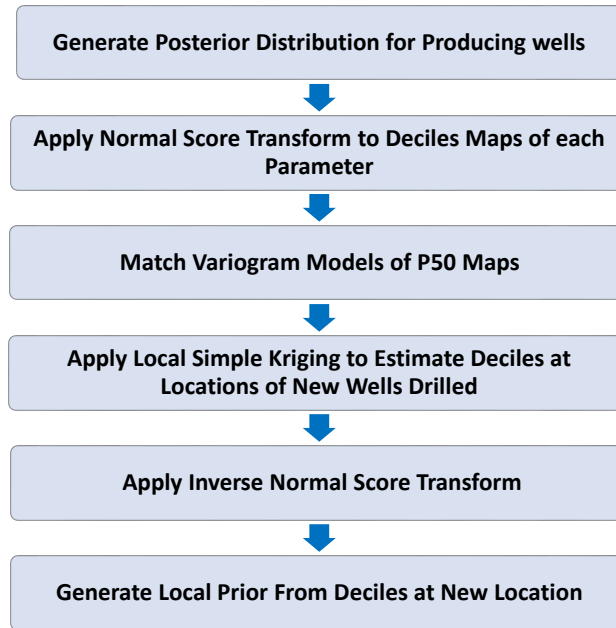 Generate Posterior Distribution for Producing wells
Apply Normal Score Transform to Deciles Maps of each
Parameter
Match Variogram Models of P50 Maps
Apply Local Simple Kriging to Estimate Deciles at
Locations of New Wells Drilled
Apply Inverse Normal Score Transform
Generate Local Prior From Deciles at New Location